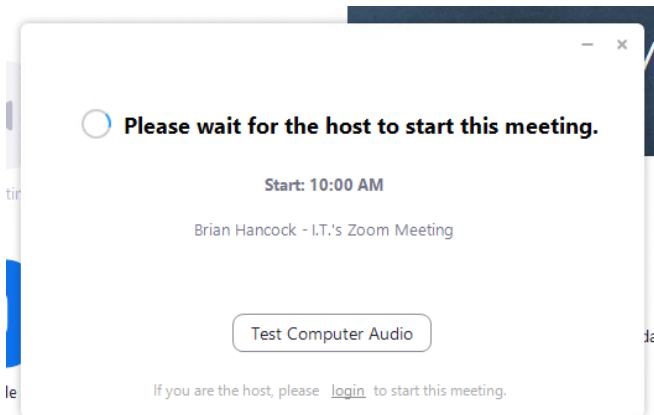 Please wait for the host to start this meeting.
Start: 10:00 AM
Brian Hancock - I.T.'s Zoom Meeting
Test Computer Audio
If you are the host, please login to start this meeting.